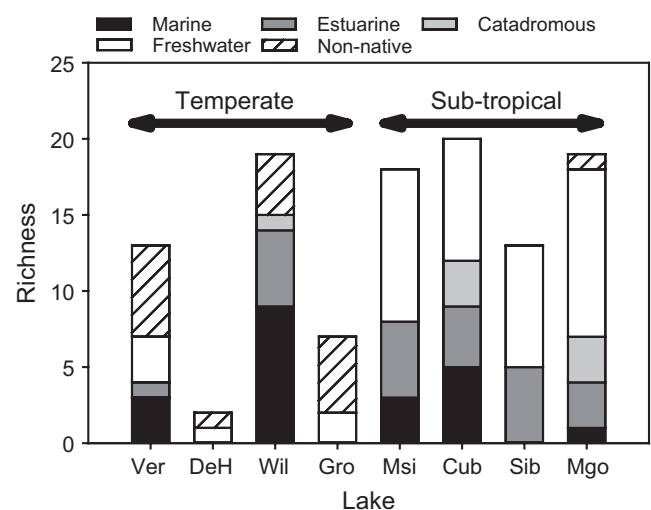 Marine Estuarine Catadromous
Freshwater Non-native
25
Temperate Sub-tropical
20
15
10
5
0
Richness
Ver DeH Wil Gro Msi Cub Sib Mgo
Lake